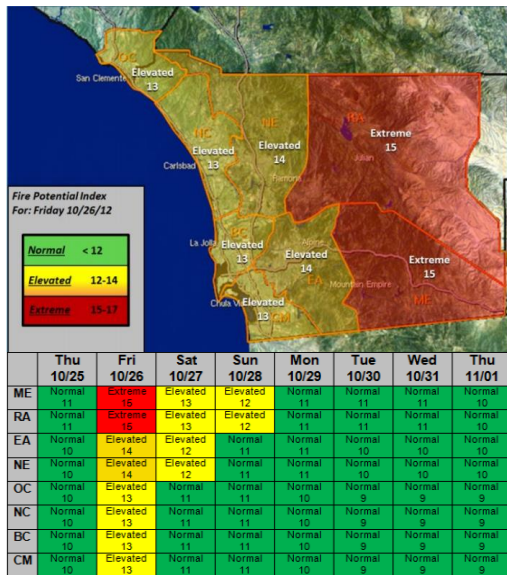 OC
Elevated
13
San Clemente
NC
Elevated
13
Carlsbad
NE
Elevated
14
Ramona
RA
Extreme
15
Julian
Fire Potential Index
For: Friday 10/26/12
Normal < 12
Elevated 12-14
Extreme 15-17
BC
La Jolla
Elevated
13
Alpine
Elevated
14
EA
Extreme
15
Mountain Empire
ME
Chula Vista
Elevated
13
CM
Thu Fri Sat Sun Mon Tue Wed Thu
10/25 10/26 10/27 10/28 10/29 10/30 10/31 11/01
ME Normal Extreme Elevated Elevated Normal Normal Normal Normal
11 15 13 12 11 11 11 10
RA Normal Extreme Elevated Elevated Normal Normal Normal Normal
11 15 13 12 11 11 11 10
EA Normal Elevated Elevated Normal Normal Normal Normal Normal
10 14 12 11 11 10 10 10
NE Normal Elevated Elevated Normal Normal Normal Normal Normal
10 14 12 11 11 10 10 10
OC Normal Elevated Normal Normal Normal Normal Normal Normal
10 13 11 11 10 9 9 9
NC Normal Elevated Normal Normal Normal Normal Normal Normal
10 13 11 11 10 9 9 9
BC Normal Elevated Normal Normal Normal Normal Normal Normal
10 13 11 11 10 9 9 9
CM Normal Elevated Normal Normal Normal Normal Normal Normal
10 13 11 11 10 9 9 9